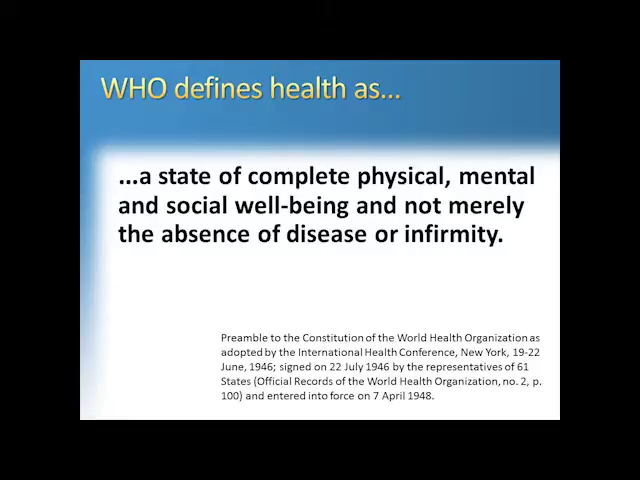 WHO defines health as...
...a state of complete physical, mental
and social well-being and not merely
the absence of disease or infirmity.
Preamble to the Constitution of the World Health Organization as
adopted by the International Health Conference, New York, 19-22
June, 1946; signed on 22 July 1946 by the representatives of 61
States (Official Records of the World Health Organization, no. 2, p.
100) and entered into force on 7 April 1948.